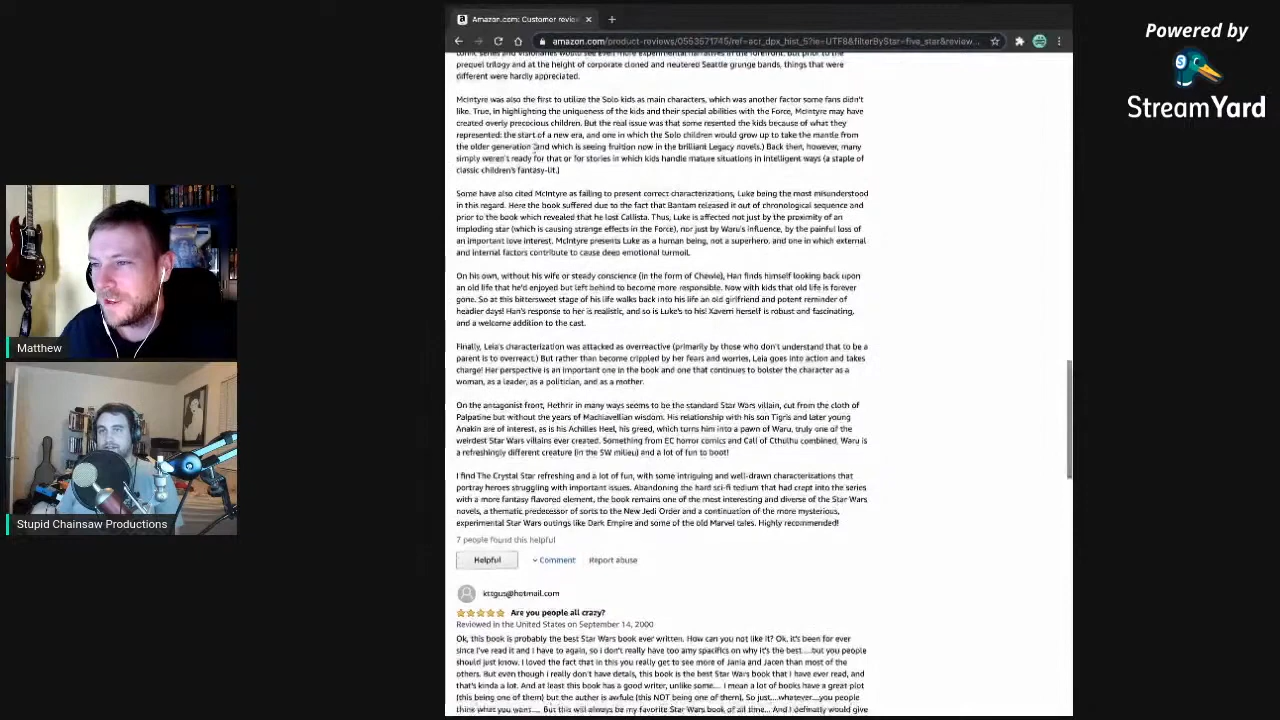 Amazon.com: Customer review
amazon.com/product-reviews/0553571745/ref=acr_dpx_hist_5?ie=UTF8&filterByStar=five_star&review...
Powered by
StreamYard
prequel trilogy and at the height of corporate cloned and neutered Seattle grunge bands, things that were
different were hardly appreciated.
McIntyre was also the first to utilize the Solo kids as main characters, which was another factor some fans didn't
like. True, in highlighting the uniqueness of the kids and their special abilities with the Force, McIntyre may have
created overly precocious children. But the real issue was that some resented the kids because of what they
represented: the start of a new era, and one in which the Solo children would grow up to take the mantle from
the older generation (and which is seeing fruition now in the brilliant Legacy novels.) Back then, however, many
simply weren't ready for that or for stories in which kids handle mature situations in intelligent ways (a staple of
classic children's fantasy-lit.)
Some have also cited McIntyre as failing to present correct characterizations, Luke being the most misunderstood
in this regard. Here the book suffered due to the fact that Bantam released it out of chronological sequence and
prior to the book which revealed that he lost Callista. Thus, Luke is affected not just by the proximity of an
imploding star (which is causing strange effects in the Force), nor just by Waru's influence, by the painful loss of
an important love interest. McIntyre presents Luke as a human being, not a superhero, and one in which external
and internal factors contribute to cause deep emotional turmoil.
On his own, without his wife or steady conscience (in the form of Chewie), Han finds himself looking back upon
an old life that he'd enjoyed but left behind to become more responsible. Now with kids that old life is forever
gone. So at this bittersweet stage of his life walks back into his life an old girlfriend and potent reminder of
headier days! Han's response to her is realistic, and so is Luke's to his! Xaverri herself is robust and fascinating,
and a welcome addition to the cast.
Finally, Leia's characterization was attacked as overreactive (primarily by those who don't understand that to be a
parent is to overreact.) But rather than become crippled by her fears and worries, Leia goes into action and takes
charge! Her perspective is an important one in the book and one that continues to bolster the character as a
woman, as a leader, as a politician, and as a mother.
On the antagonist front, Hethrir in many ways seems to be the standard Star Wars villain, cut from the cloth of
Palpatine but without the years of Machiavellian wisdom. His relationship with his son Tigris and later young
Anakin are of interest, as is his Achilles Heel, his greed, which turns him into a pawn of Waru, truly one of the
weirdest Star Wars villains ever created. Something from EC horror comics and Call of Cthulhu combined, Waru is
a refreshingly different creature (in the SW milieu) and a lot of fun to boot!
I find The Crystal Star refreshing and a lot of fun, with some intriguing and well-drawn characterizations that
portray heroes struggling with important issues. Abandoning the hard sci-fi tedium that had crept into the series
with a more fantasy flavored element, the book remains one of the most interesting and diverse of the Star Wars
novels, a thematic predecessor of sorts to the New Jedi Order and a continuation of the more mysterious,
experimental Star Wars outings like Dark Empire and some of the old Marvel tales. Highly recommended!
7 people found this helpful
Helpful
Comment
Report abuse
ktsgus@hotmail.com
Are you people all crazy?
Reviewed in the United States on September 14, 2000
Ok, this book is probably the best Star Wars book ever written. How can you not like it? Ok. it's been for ever
since I've read it and I have to again, so i don't really have too amy spacifics on why it's the best.....but you people
should just know. I loved the fact that in this you really get to see more of Jania and Jacen than most of the
others. But even though i really don't have detals, this book is the best Star Wars book that I have ever read, and
that's kinda a lot. And at least this book has a good writer, unlike some.... I mean a lot of books have a great plot
(this being one of them) but the auther is awfule (this NOT being one of them). So just....whatever.....you people
think what you want..... But this will always be my favorite Star Wars book of all time... And I definatly would give
Matthew
Stupid Chainsaw Productions